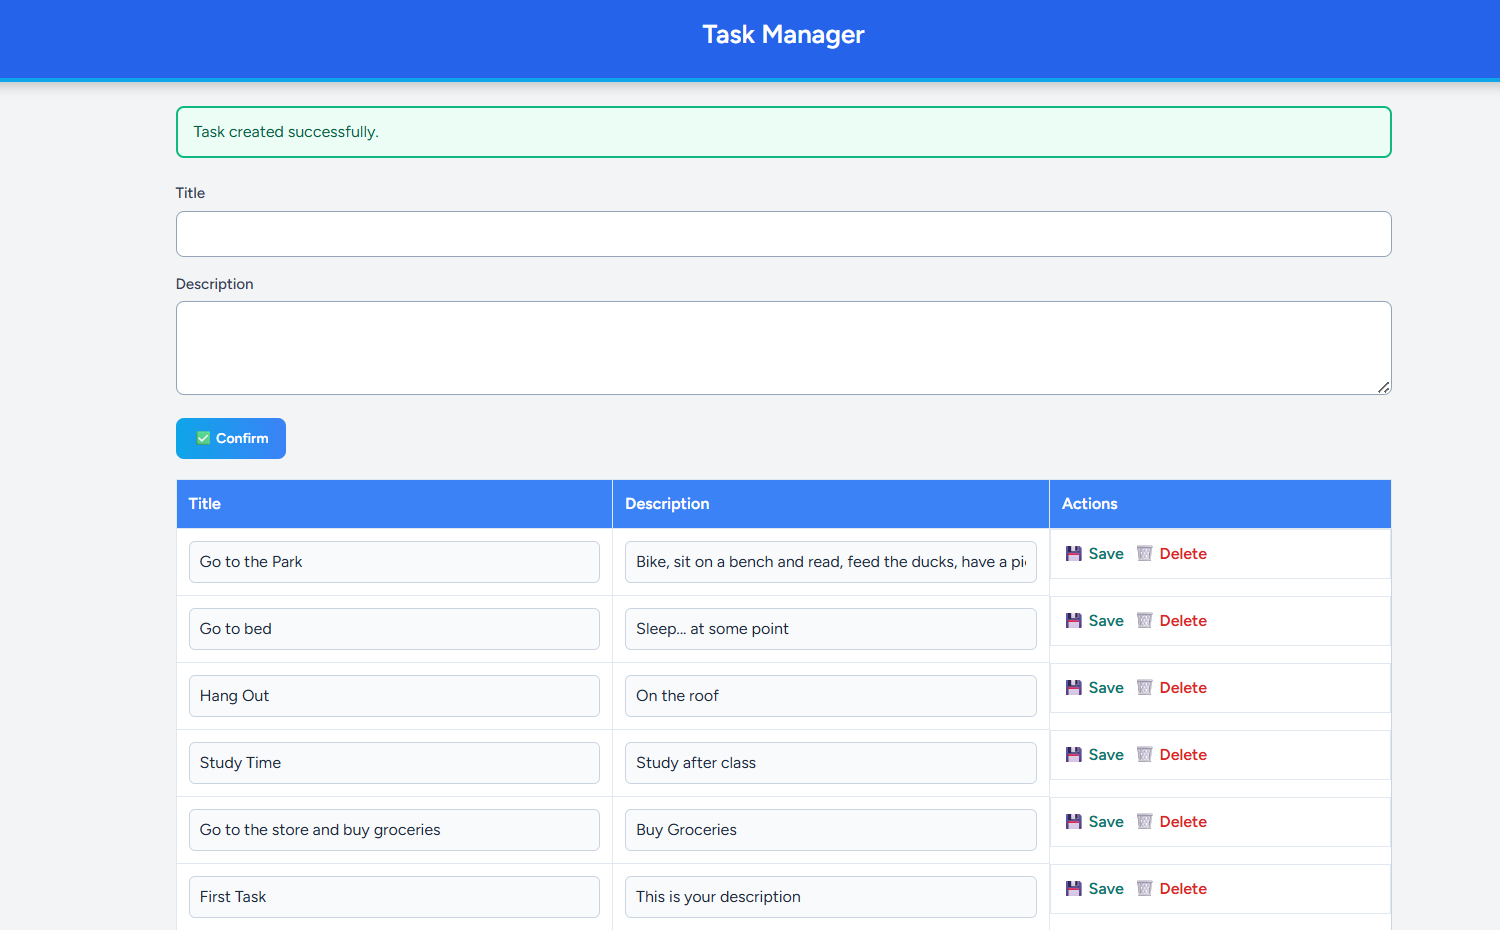 Task Manager
Task created successfully.
Title
Description
✅ Confirm
Title Description Actions
Go to the Park Bike, sit on a bench and read, feed the ducks, have a Save Delete
Go to bed Sleep... at some point Save Delete
Hang Out On the roof Save Delete
Study Time Study after class Save Delete
Go to the store and buy groceries Buy Groceries Save Delete
First Task This is your description Save Delete